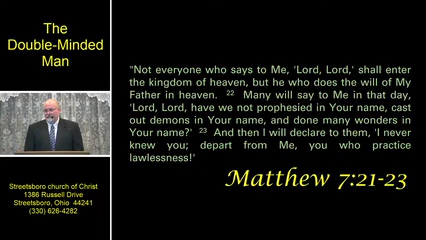 The
Double-Minded
Man
Streetsboro church of Christ
1386 Russell Drive
Streetsboro, Ohio 44241
(330) 626-4282
"Not everyone who says to Me, 'Lord, Lord,' shall enter
the kingdom of heaven, but he who does the will of My
Father in heaven. 22 Many will say to Me in that day,
'Lord, Lord, have we not prophesied in Your name, cast
out demons in Your name, and done many wonders in
Your name?' 23 And then I will declare to them, 'I never
knew you; depart from Me, you who practice
lawlessness!'
Matthew 7:21-23